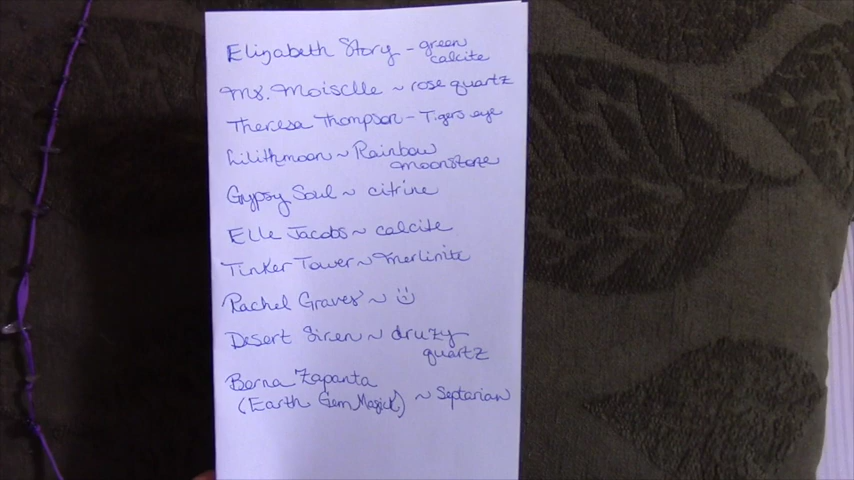 Elizabeth Story - green
calcite
Ms. Moiselle ~ rose quartz
Theresa Thompson - Tigers eye
Lilithmoon ~ Rainbow
moonstone
Gypsy Soul ~ citrine
Elle Jacobs ~ calcite
Tinker Tower ~ merlinite
Rachel Graves ~ ☺
Desert Siren ~ druzy
quartz
Berna Zapanta
(Earth Gem Magick) ~ Septarian